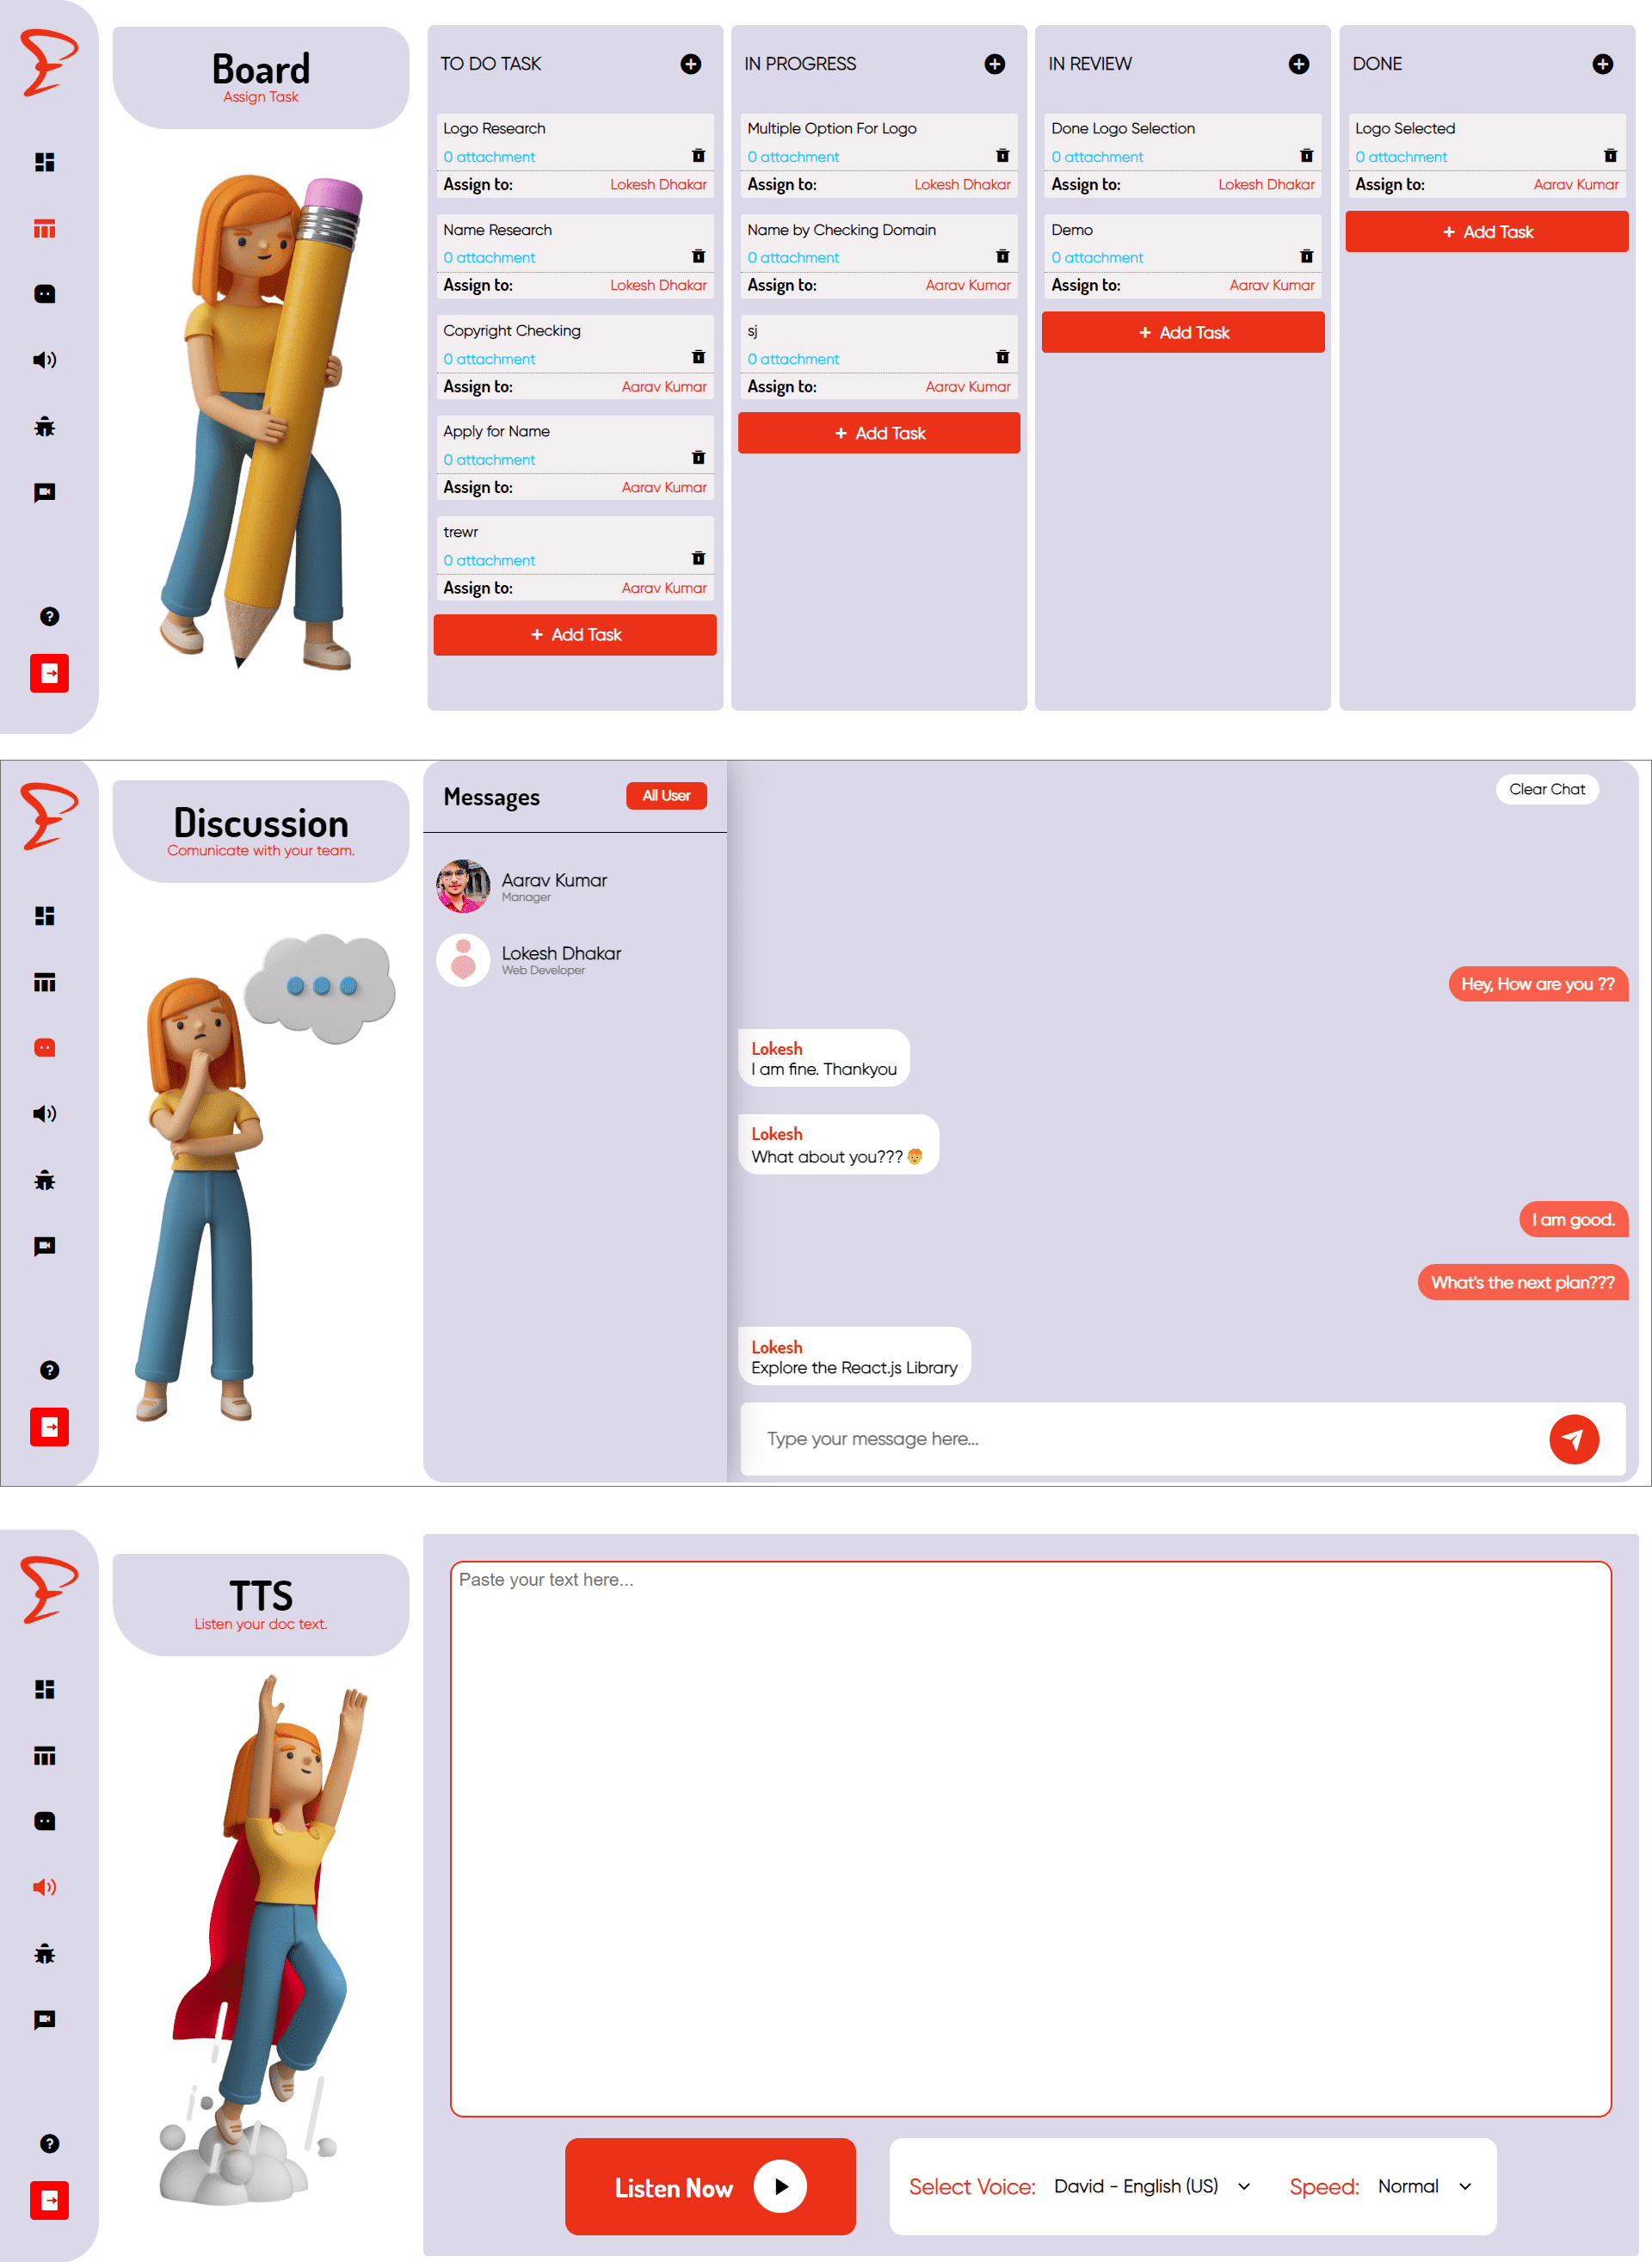 Board
Assign Task
TO DO TASK
Logo Research
0 attachment
Assign to: Lokesh Dhakar
Name Research
0 attachment
Assign to: Lokesh Dhakar
Copyright Checking
0 attachment
Assign to: Aarav Kumar
Apply for Name
0 attachment
Assign to: Aarav Kumar
trewr
0 attachment
Assign to: Aarav Kumar
+ Add Task
IN PROGRESS
Multiple Option For Logo
0 attachment
Assign to: Lokesh Dhakar
Name by Checking Domain
0 attachment
Assign to: Aarav Kumar
sj
0 attachment
Assign to: Aarav Kumar
+ Add Task
IN REVIEW
Done Logo Selection
0 attachment
Assign to: Lokesh Dhakar
Demo
0 attachment
Assign to: Aarav Kumar
+ Add Task
DONE
Logo Selected
0 attachment
Assign to: Aarav Kumar
+ Add Task
Discussion
Comunicate with your team.
Messages
All User
Aarav Kumar
Manager
Lokesh Dhakar
Web Developer
Clear Chat
Hey, How are you ??
Lokesh
I am fine. Thankyou
Lokesh
What about you???
I am good.
What's the next plan???
Lokesh
Explore the React.js Library
Type your message here...
TTS
Listen your doc text.
Paste your text here...
Listen Now
Select Voice: David - English (US)
Speed: Normal